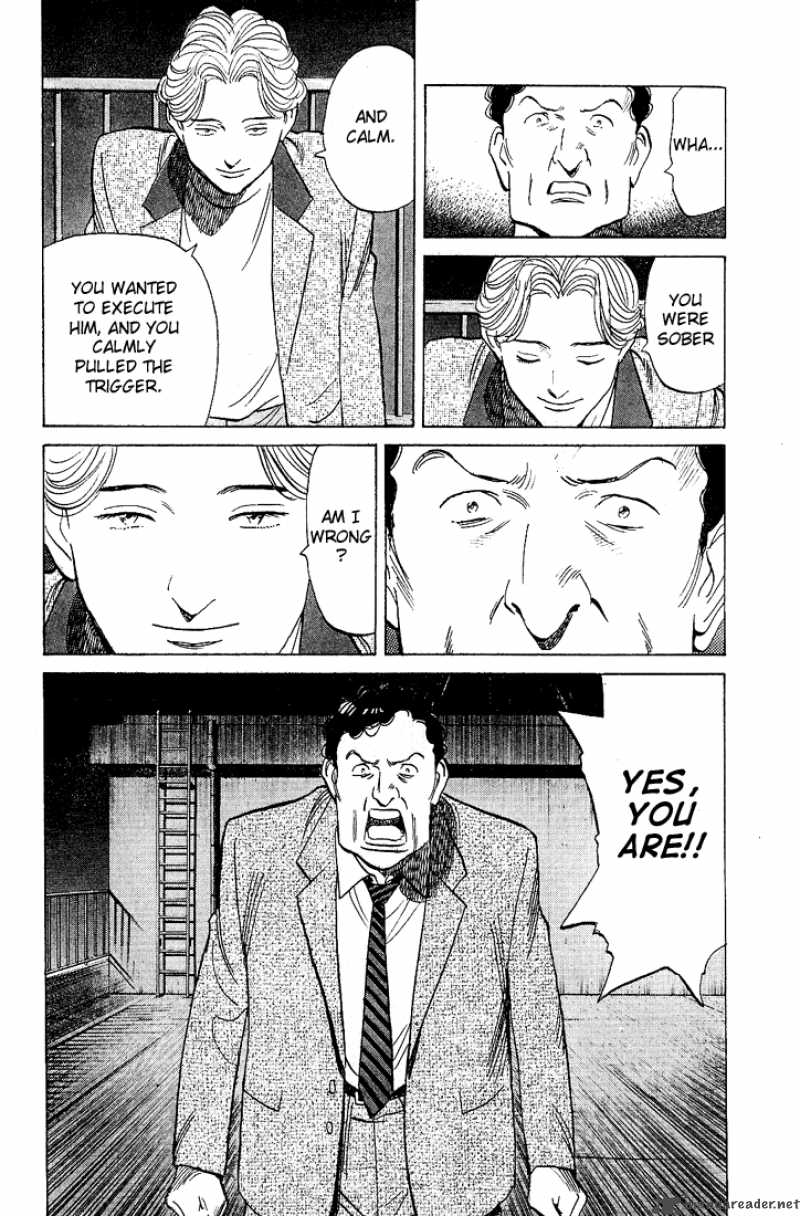 WHA...
YOU
WERE
SOBER
AND
CALM.
YOU WANTED
TO EXECUTE
HIM, AND YOU
CALMLY
PULLED THE
TRIGGER.
AM I
WRONG
?
YES,
YOU
ARE!!